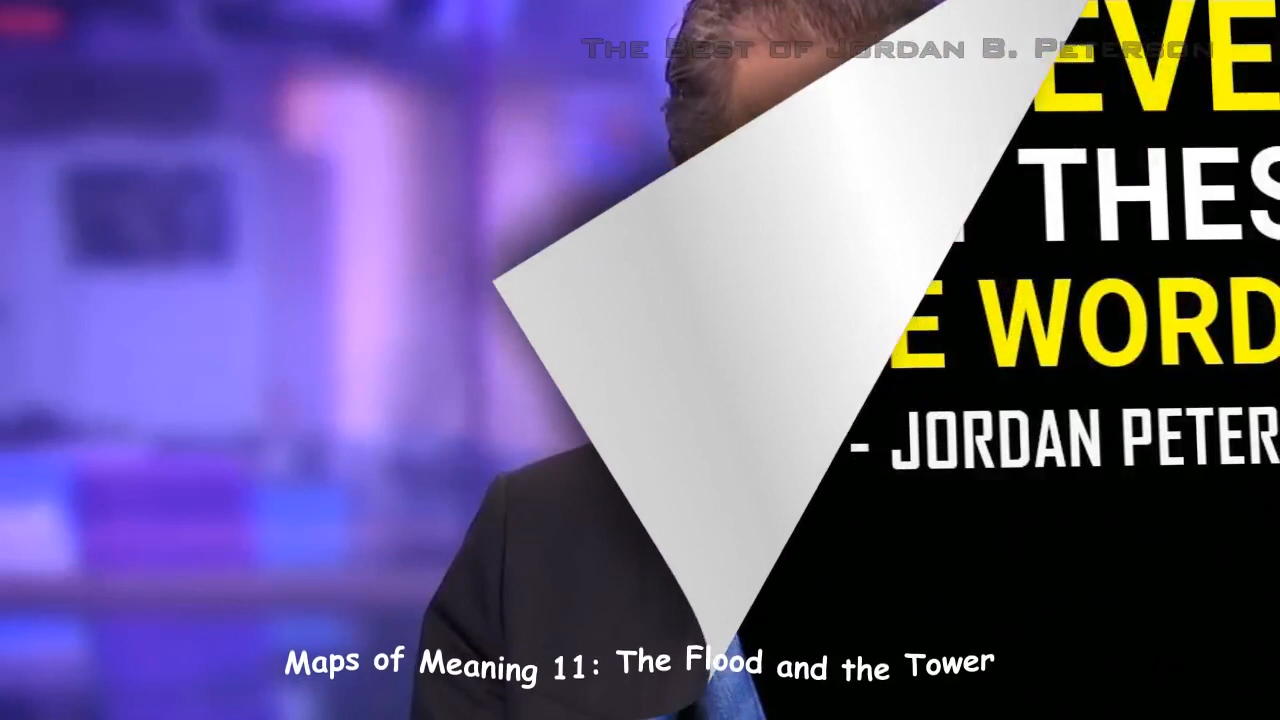 The Best of Jordan B. Peterson
EVE
THES
E WORD
- JORDAN PETER
Maps of Meaning 11: The Flood and the Tower